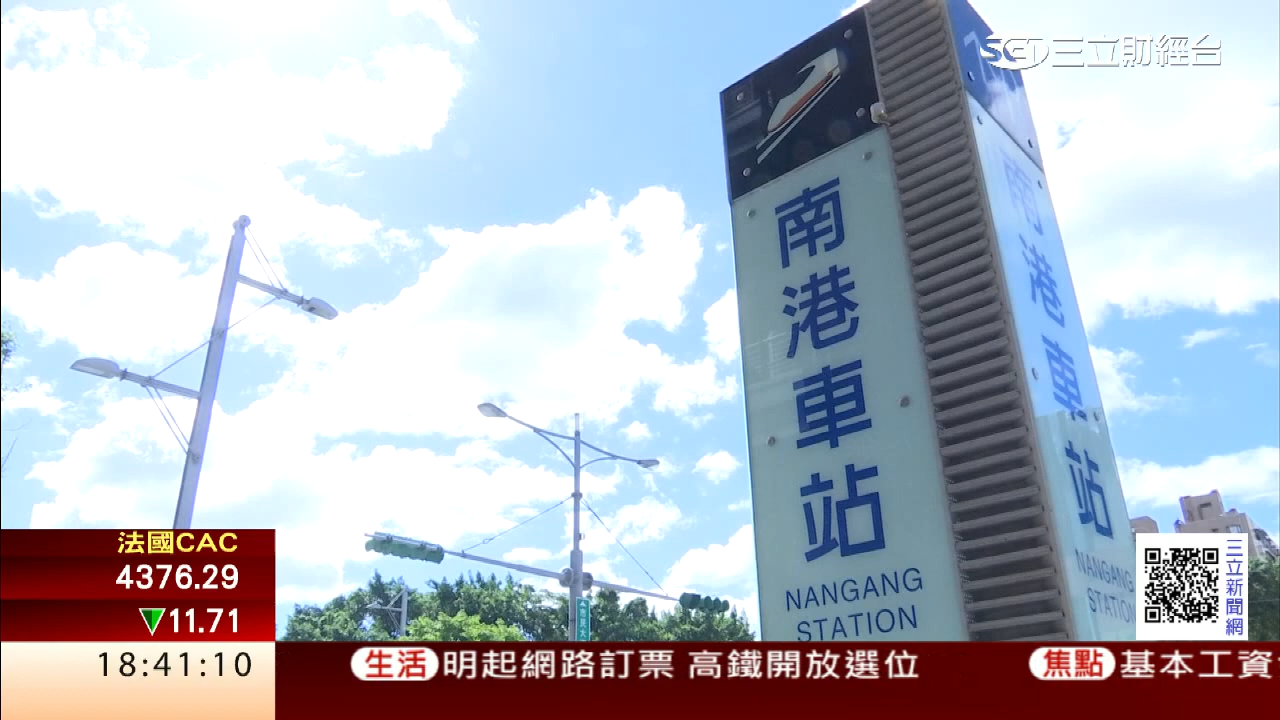 SET三立財經台
南港車站
NANGANG
STATION
南港車站
NANGANG
STATION
法國CAC
4376.29
▼11.71
18:41:10
生活 明起網路訂票 高鐵開放選位
焦點 基本工資
三立新聞網
市民大